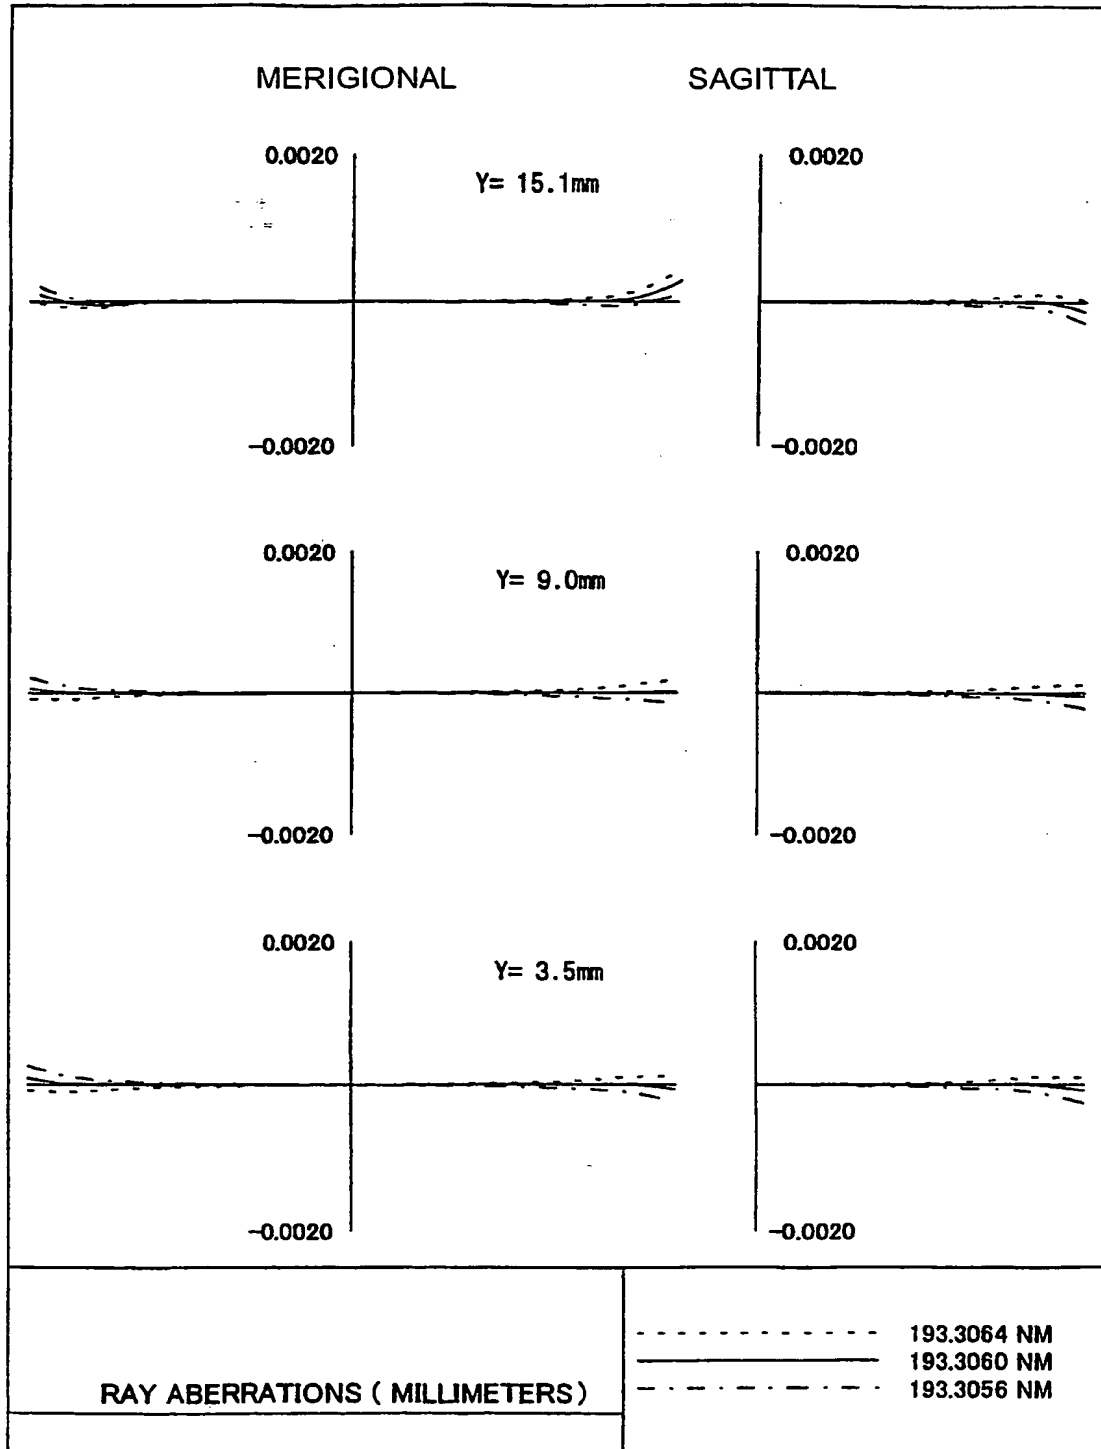 MERIGIONAL SAGITTAL
0.0020 0.0020
Y= 15.1mm
-0.0020 -0.0020
0.0020 0.0020
Y= 9.0mm
-0.0020 -0.0020
0.0020 0.0020
Y= 3.5mm
-0.0020 -0.0020
193.3064 NM
193.3060 NM
193.3056 NM
RAY ABERRATIONS ( MILLIMETERS)